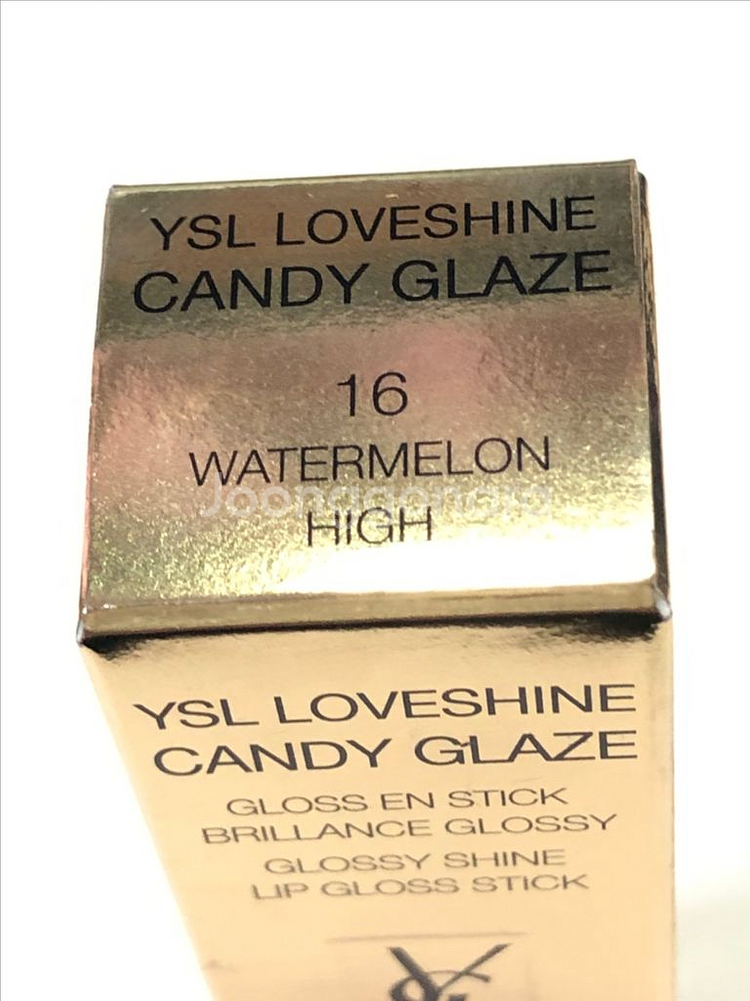 YSL LOVESHINE
CANDY GLAZE
16
WATERMELON
Joonggonara
HIGH
YSL LOVESHINE
CANDY GLAZE
GLOSS EN STICK
BRILLANCE GLOSSY
GLOSSY SHINE
LIP GLOSS STICK